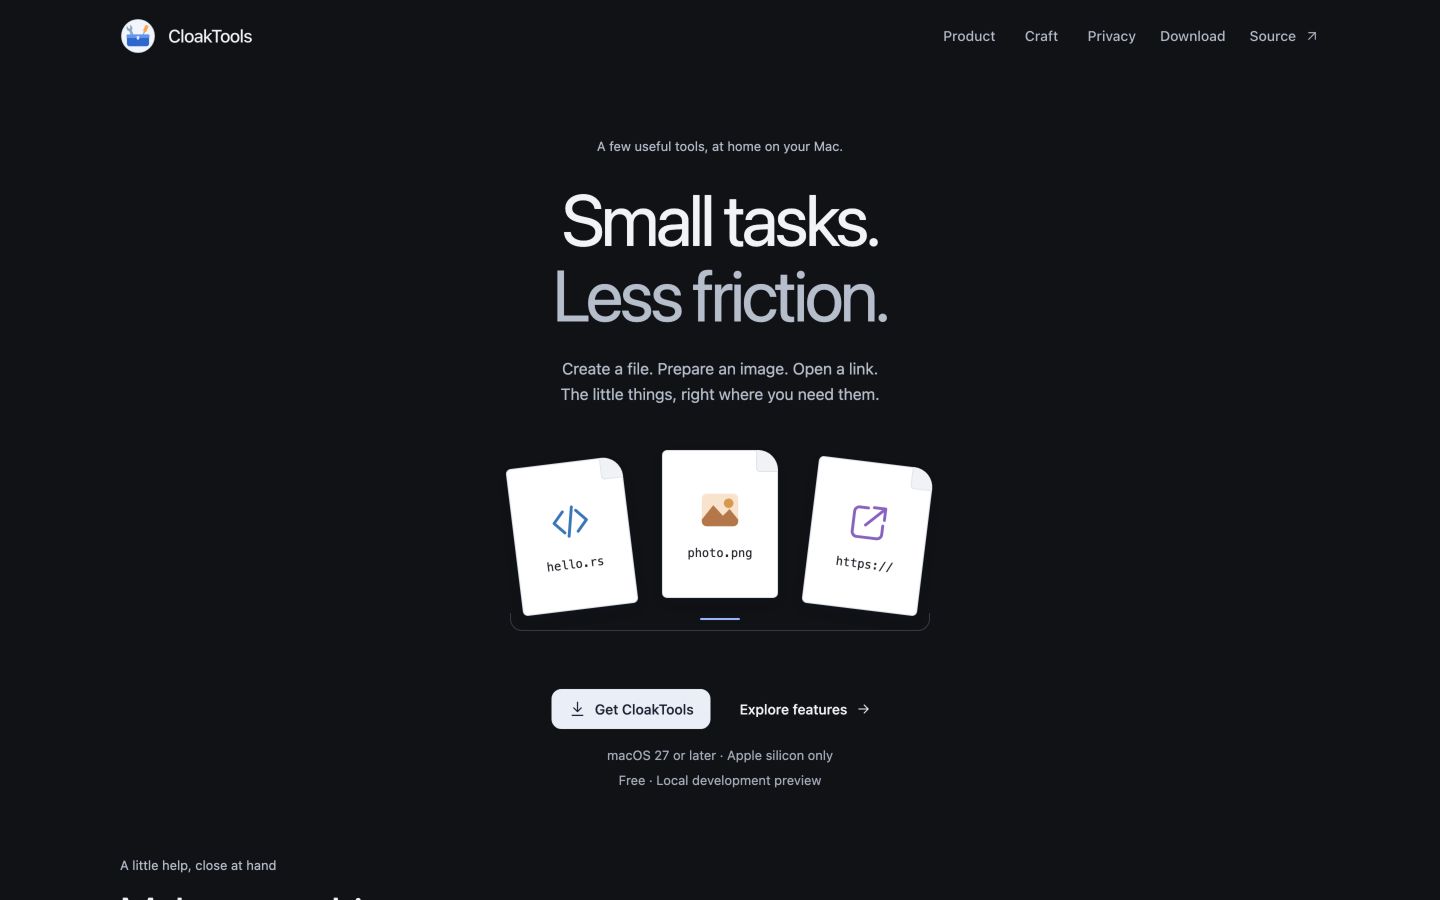 CloakTools
Product Craft Privacy Download Source
A few useful tools, at home on your Mac.
Small tasks.
Less friction.
Create a file. Prepare an image. Open a link.
The little things, right where you need them.
hello.rs
photo.png
https://
Get CloakTools
Explore features
macOS 27 or later · Apple silicon only
Free · Local development preview
A little help, close at hand